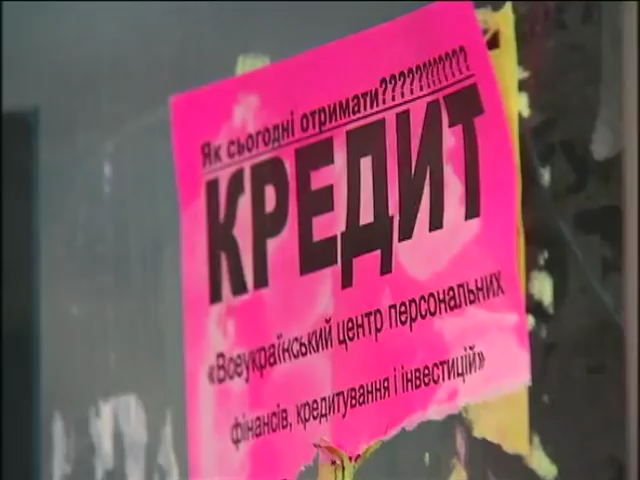 Як сьогодні отримати???????????
КРЕДИТ
«Всеукраїнський центр персональних
фінансів, кредитування і інвестицій»